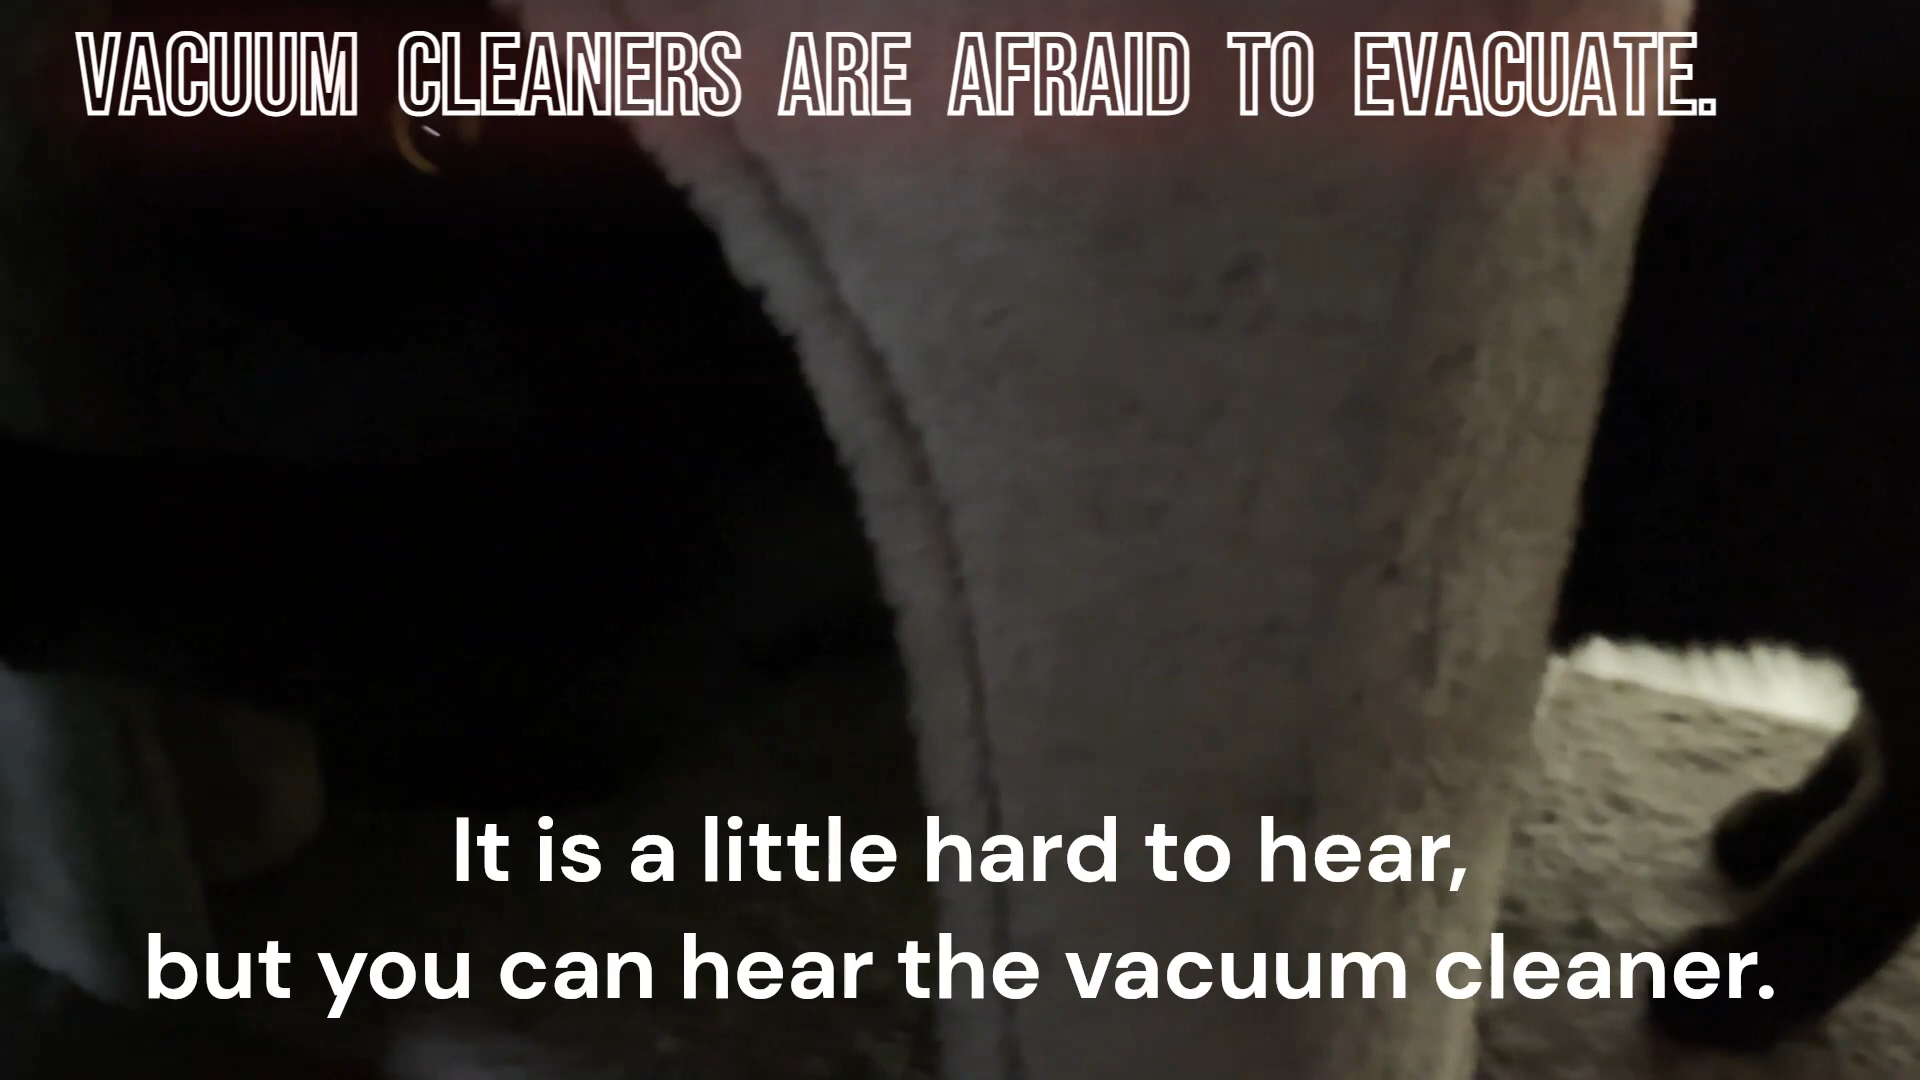 VACUUM CLEANERS ARE AFRAID TO EVACUATE.
It is a little hard to hear,
but you can hear the vacuum cleaner.